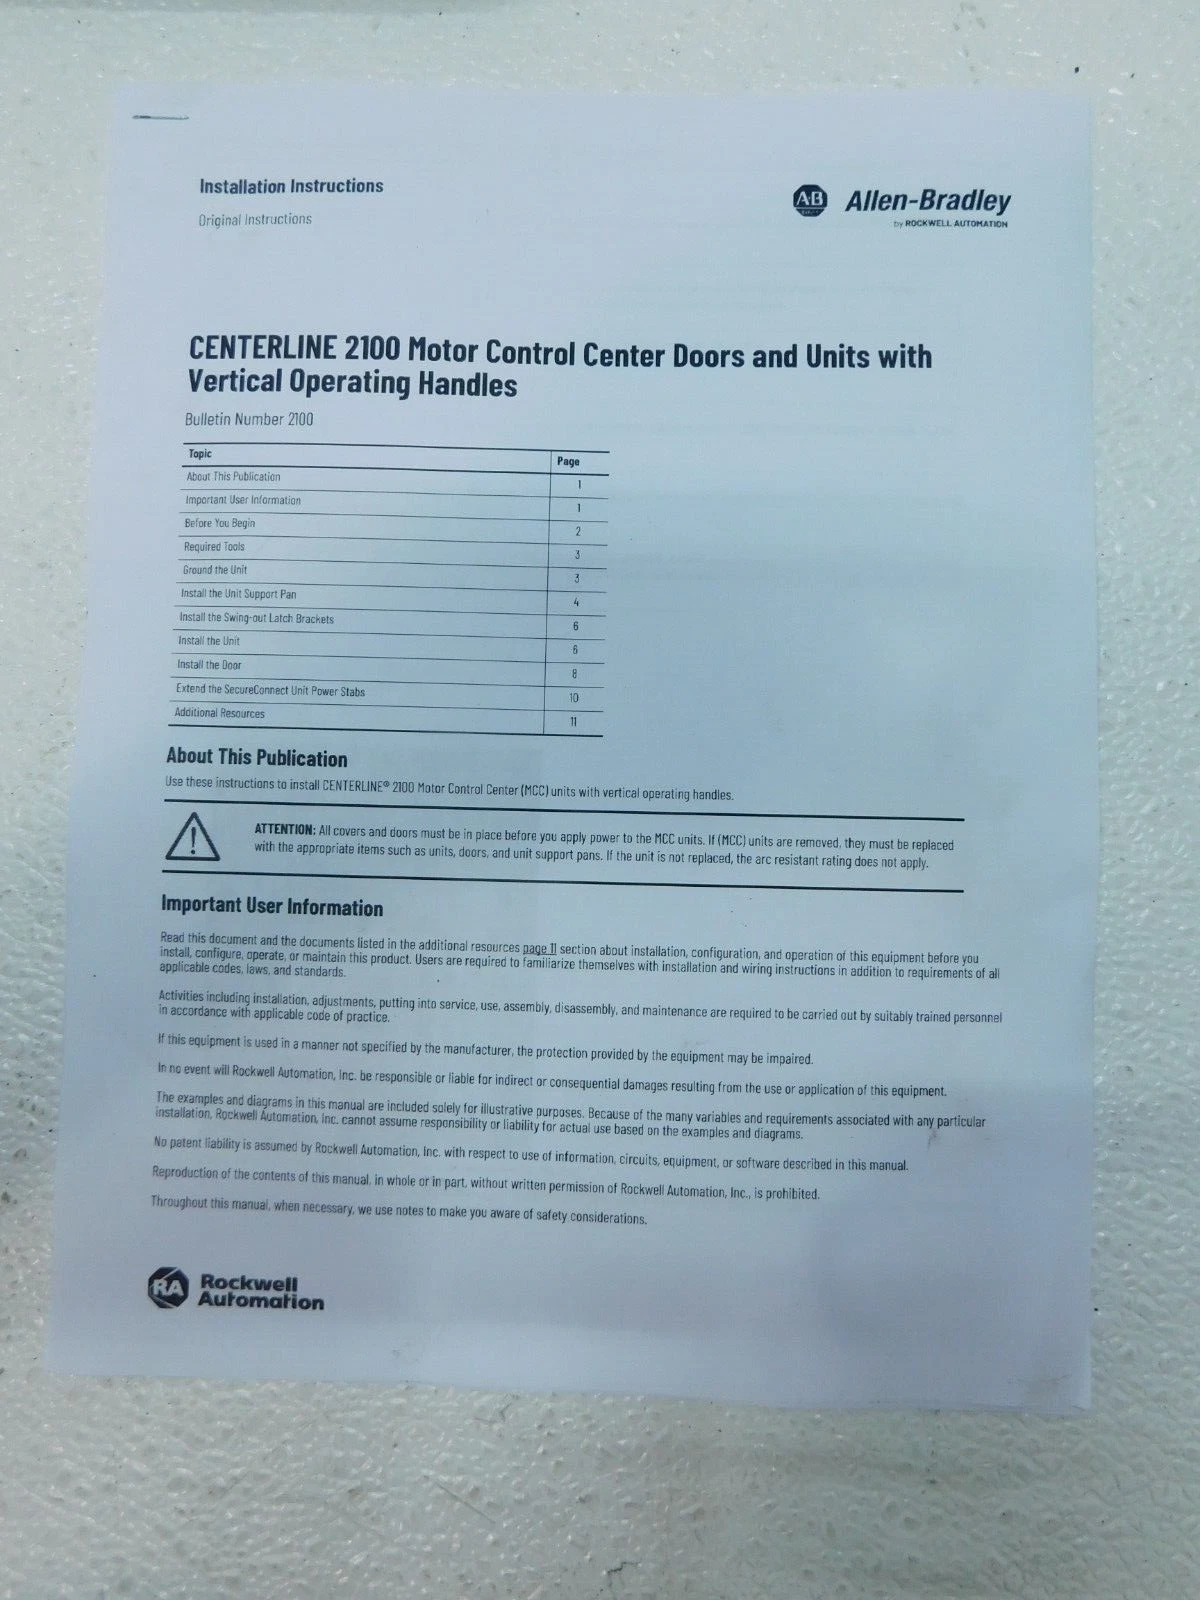 Installation Instructions
Original Instructions
AB
Allen-Bradley
by ROCKWELL AUTOMATION
CENTERLINE 2100 Motor Control Center Doors and Units with
Vertical Operating Handles
Bulletin Number 2100
Topic Page
About This Publication 1
Important User Information 1
Before You Begin 2
Required Tools 3
Ground the Unit 3
Install the Unit Support Pan 4
Install the Swing-out Latch Brackets 6
Install the Unit 6
Install the Door 8
Extend the SecureConnect Unit Power Stabs 10
Additional Resources 11
About This Publication
Use these instructions to install CENTERLINE® 2100 Motor Control Center (MCC) units with vertical operating handles.
ATTENTION: All covers and doors must be in place before you apply power to the MCC units. If (MCC) units are removed, they must be replaced
with the appropriate items such as units, doors, and unit support pans. If the unit is not replaced, the arc resistant rating does not apply.
Important User Information
Read this document and the documents listed in the additional resources page 11 section about installation, configuration, and operation of this equipment before you
install, configure, operate, or maintain this product. Users are required to familiarize themselves with installation and wiring instructions in addition to requirements of all
applicable codes, laws, and standards.
Activities including installation, adjustments, putting into service, use, assembly, disassembly, and maintenance are required to be carried out by suitably trained personnel
in accordance with applicable code of practice.
If this equipment is used in a manner not specified by the manufacturer, the protection provided by the equipment may be impaired.
In no event will Rockwell Automation, Inc. be responsible or liable for indirect or consequential damages resulting from the use or application of this equipment.
The examples and diagrams in this manual are included solely for illustrative purposes. Because of the many variables and requirements associated with any particular
installation, Rockwell Automation, Inc. cannot assume responsibility or liability for actual use based on the examples and diagrams.
No patent liability is assumed by Rockwell Automation, Inc. with respect to use of information, circuits, equipment, or software described in this manual.
Reproduction of the contents of this manual, in whole or in part, without written permission of Rockwell Automation, Inc., is prohibited.
Throughout this manual, when necessary, we use notes to make you aware of safety considerations.
RA
Rockwell
Automation